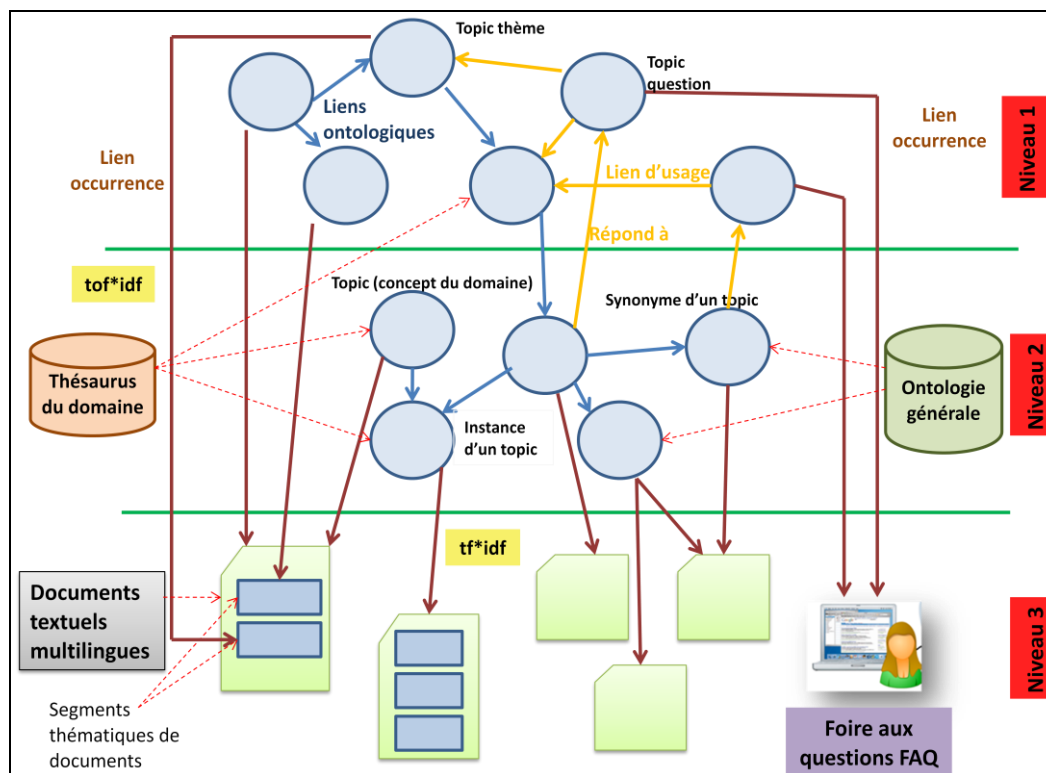 Topic thème
Topic
question
Liens
ontologiques
Lien
occurrence
Lien
occurrence
Niveau 1
Lien d'usage
Répond à
tof*idf
Topic (concept du domaine)
Synonyme d'un topic
Thésaurus
du domaine
Ontologie
générale
Niveau 2
Instance
d'un topic
tf*idf
Documents
textuels
multilingues
Niveau 3
Segments
thématiques de
documents
Foire aux
questions FAQ